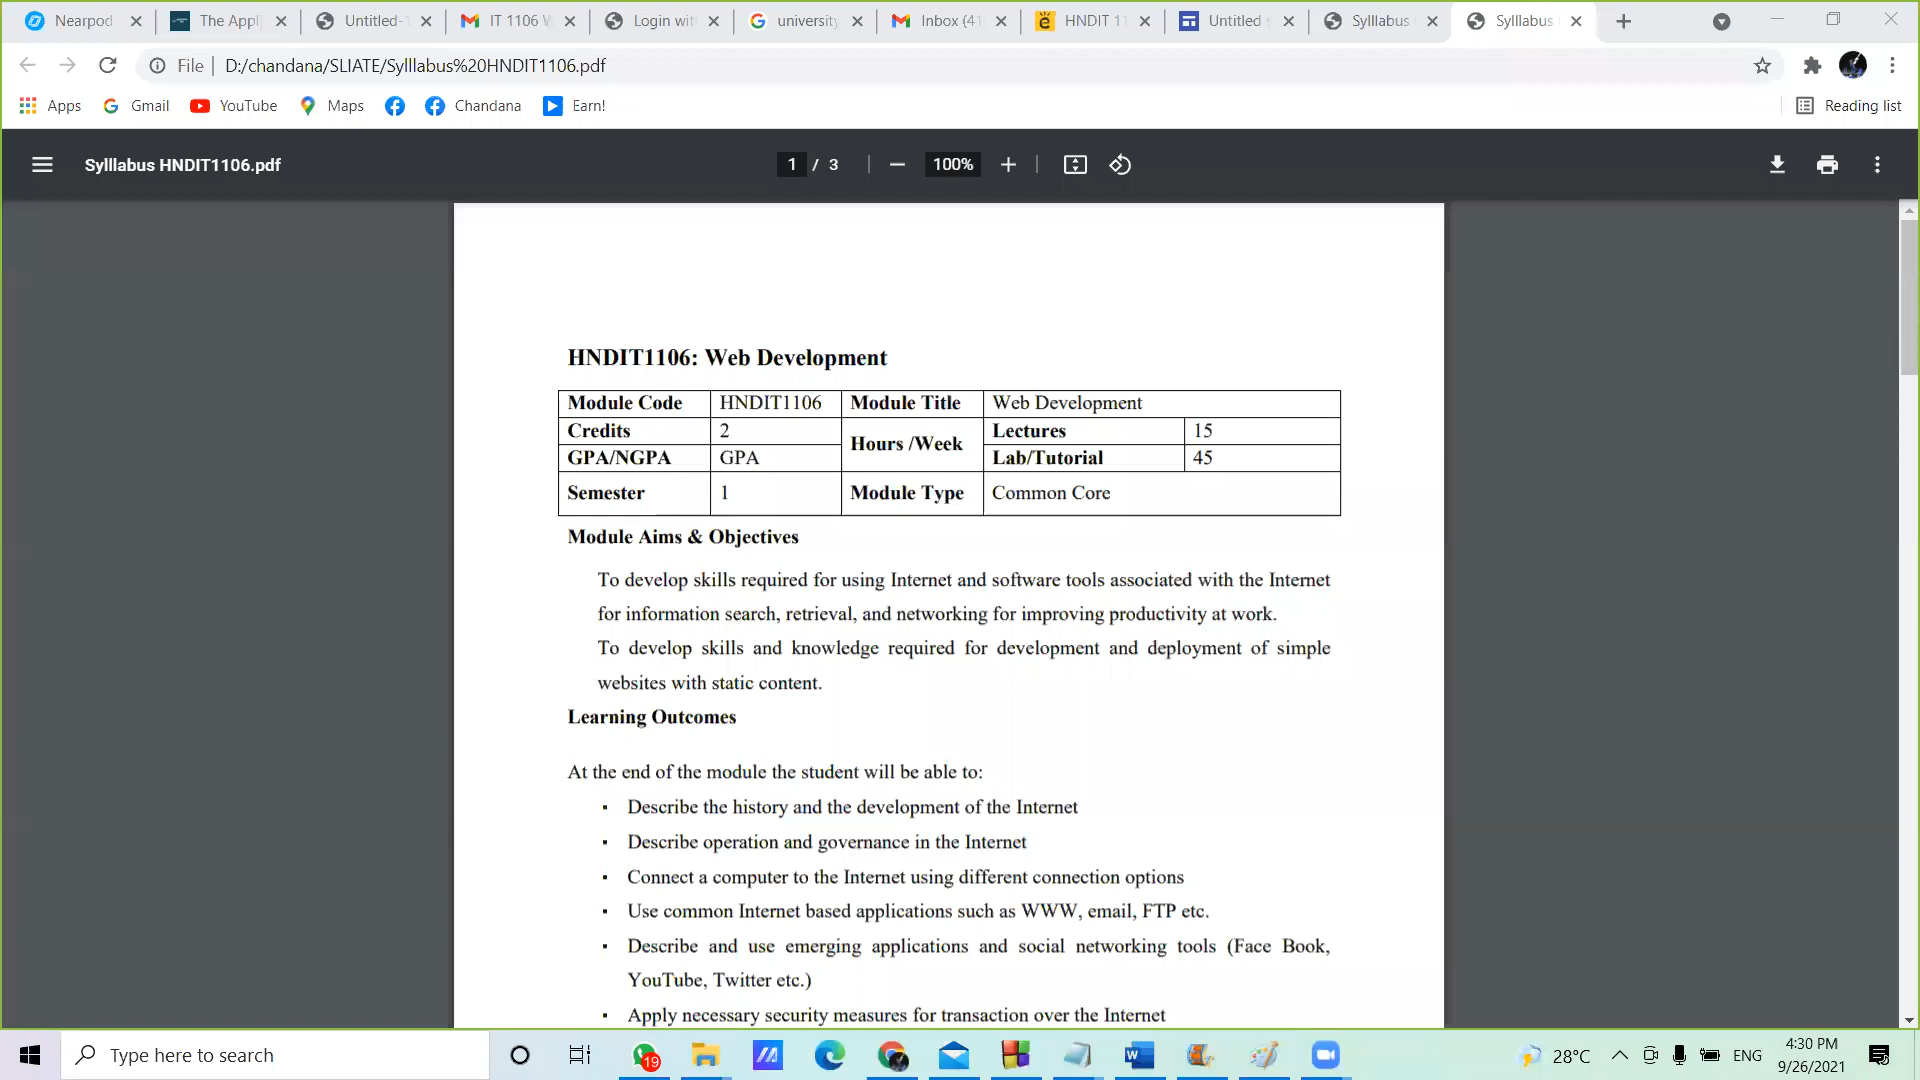 Nearpod
The Appl
Untitled-1
IT 1106 W
Login wit
university
Inbox (41
HNDIT 11
Untitled s
Sylllabus
Sylllabus
File | D:/chandana/SLIATE/Sylllabus%20HNDIT1106.pdf
Apps Gmail YouTube Maps Chandana Earn! Reading list
Sylllabus HNDIT1106.pdf 1 / 3 100%
HNDIT1106: Web Development
Module Code HNDIT1106 Module Title Web Development
Credits 2 Hours /Week Lectures 15
GPA/NGPA GPA Lab/Tutorial 45
Semester 1 Module Type Common Core
Module Aims & Objectives
To develop skills required for using Internet and software tools associated with the Internet
for information search, retrieval, and networking for improving productivity at work.
To develop skills and knowledge required for development and deployment of simple
websites with static content.
Learning Outcomes
At the end of the module the student will be able to:
▪ Describe the history and the development of the Internet
▪ Describe operation and governance in the Internet
▪ Connect a computer to the Internet using different connection options
▪ Use common Internet based applications such as WWW, email, FTP etc.
▪ Describe and use emerging applications and social networking tools (Face Book,
YouTube, Twitter etc.)
▪ Apply necessary security measures for transaction over the Internet
Type here to search
19
28°C
ENG
4:30 PM
9/26/2021